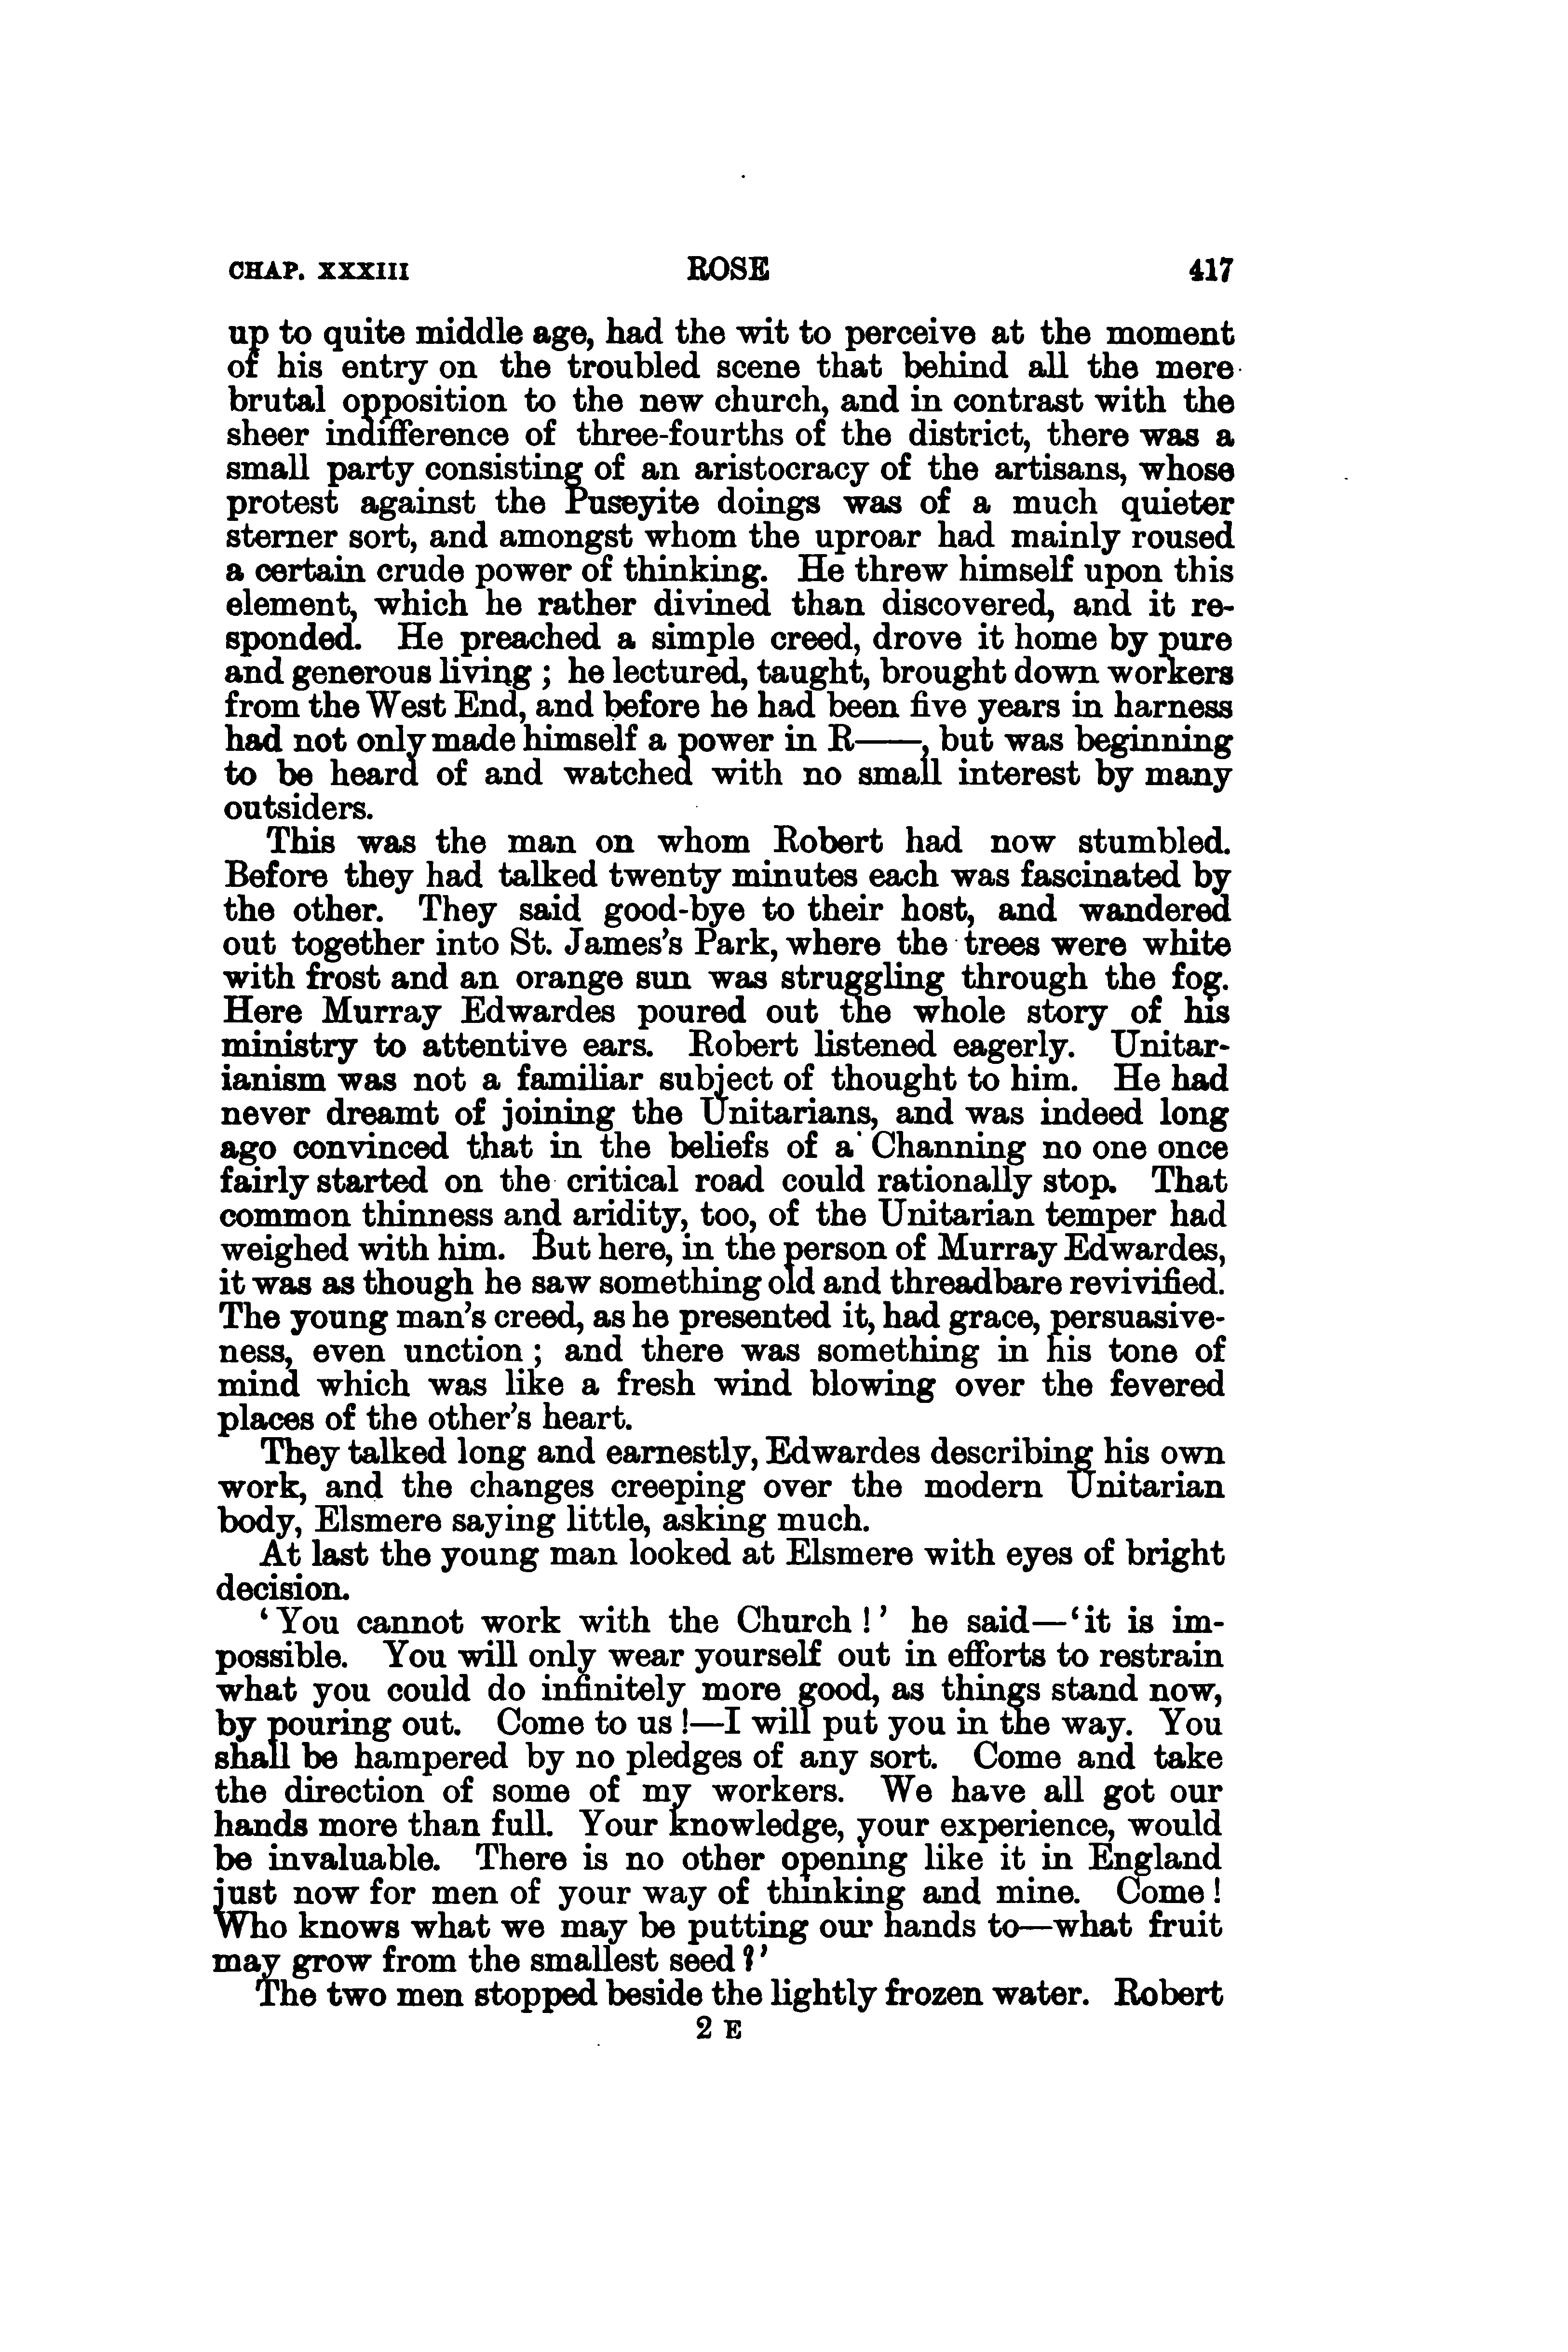 CHAP. XXXIII ROSE 417
up to quite middle age, had the wit to perceive at the moment
of his entry on the troubled scene that behind all the mere
brutal opposition to the new church, and in contrast with the
sheer indifference of three-fourths of the district, there was a
small party consisting of an aristocracy of the artisans, whose
protest against the Puseyite doings was of a much quieter
sterner sort, and amongst whom the uproar had mainly roused
a certain crude power of thinking. He threw himself upon this
element, which he rather divined than discovered, and it re-
sponded. He preached a simple creed, drove it home by pure
and generous living ; he lectured, taught, brought down workers
from the West End, and before he had been five years in harness
had not only made himself a power in R——, but was beginning
to be heard of and watched with no small interest by many
outsiders.
This was the man on whom Robert had now stumbled.
Before they had talked twenty minutes each was fascinated by
the other. They said good-bye to their host, and wandered
out together into St. James's Park, where the trees were white
with frost and an orange sun was struggling through the fog.
Here Murray Edwardes poured out the whole story of his
ministry to attentive ears. Robert listened eagerly. Unitar-
ianism was not a familiar subject of thought to him. He had
never dreamt of joining the Unitarians, and was indeed long
ago convinced that in the beliefs of a Channing no one once
fairly started on the critical road could rationally stop. That
common thinness and aridity, too, of the Unitarian temper had
weighed with him. But here, in the person of Murray Edwardes,
it was as though he saw something old and threadbare revivified.
The young man's creed, as he presented it, had grace, persuasive-
ness, even unction ; and there was something in his tone of
mind which was like a fresh wind blowing over the fevered
places of the other's heart.
They talked long and earnestly, Edwardes describing his own
work, and the changes creeping over the modern Unitarian
body, Elsmere saying little, asking much.
At last the young man looked at Elsmere with eyes of bright
decision.
‘You cannot work with the Church !’ he said—‘it is im-
possible. You will only wear yourself out in efforts to restrain
what you could do infinitely more good, as things stand now,
by pouring out. Come to us !—I will put you in the way. You
shall be hampered by no pledges of any sort. Come and take
the direction of some of my workers. We have all got our
hands more than full. Your knowledge, your experience, would
be invaluable. There is no other opening like it in England
just now for men of your way of thinking and mine. Come !
Who knows what we may be putting our hands to—what fruit
may grow from the smallest seed ?’
The two men stopped beside the lightly frozen water. Robert
2 E